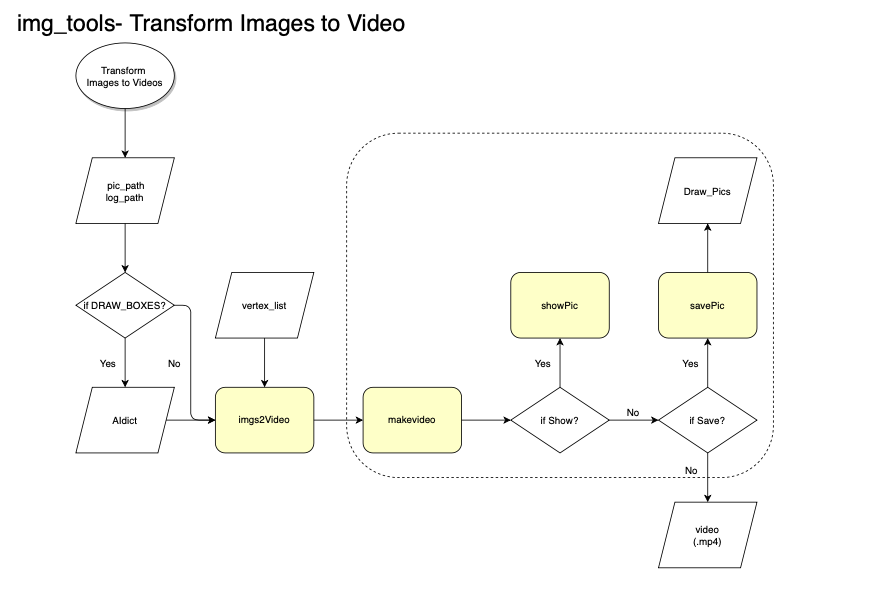 img_tools- Transform Images to Video
Transform
Images to Videos
pic_path
log_path
Draw_Pics
if DRAW_BOXES?
vertex_list
showPic
savePic
Yes
No
Yes
Yes
AIdict
imgs2Video
makevideo
if Show?
No
if Save?
No
video
(.mp4)